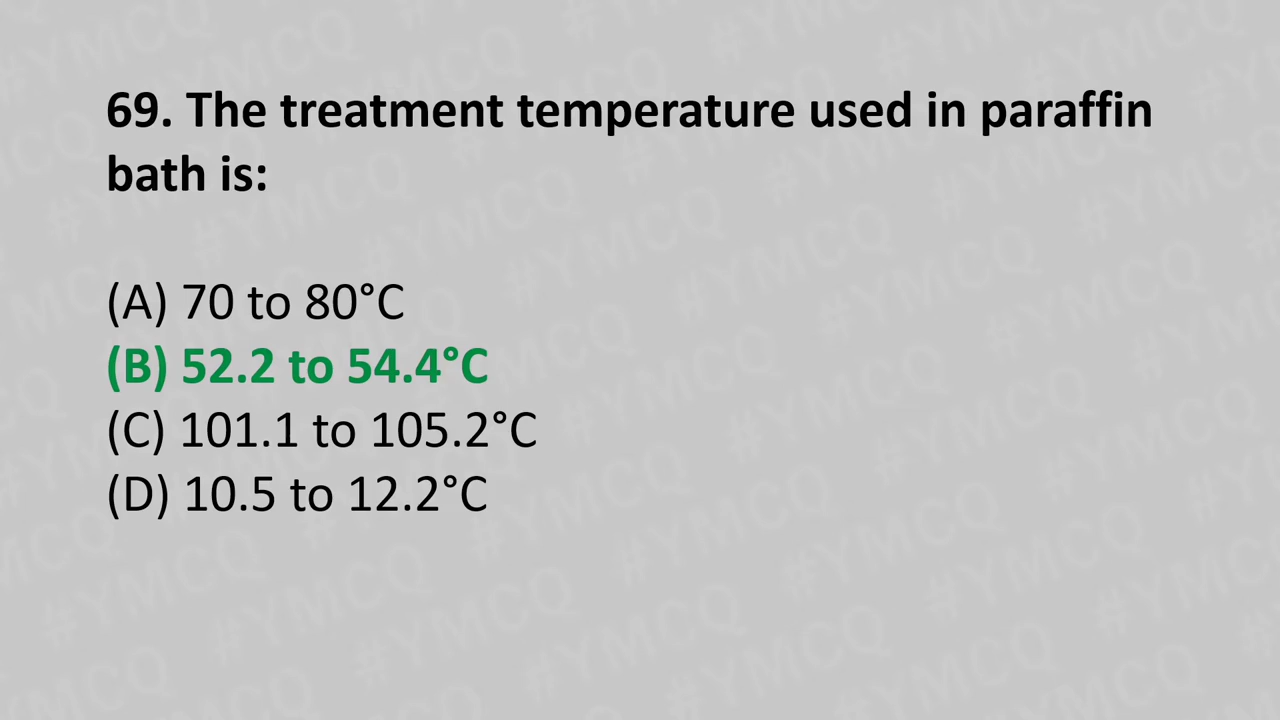 69. The treatment temperature used in paraffin
bath is:
(A) 70 to 80°C
(B) 52.2 to 54.4°C
(C) 101.1 to 105.2°C
(D) 10.5 to 12.2°C
#YMCQ